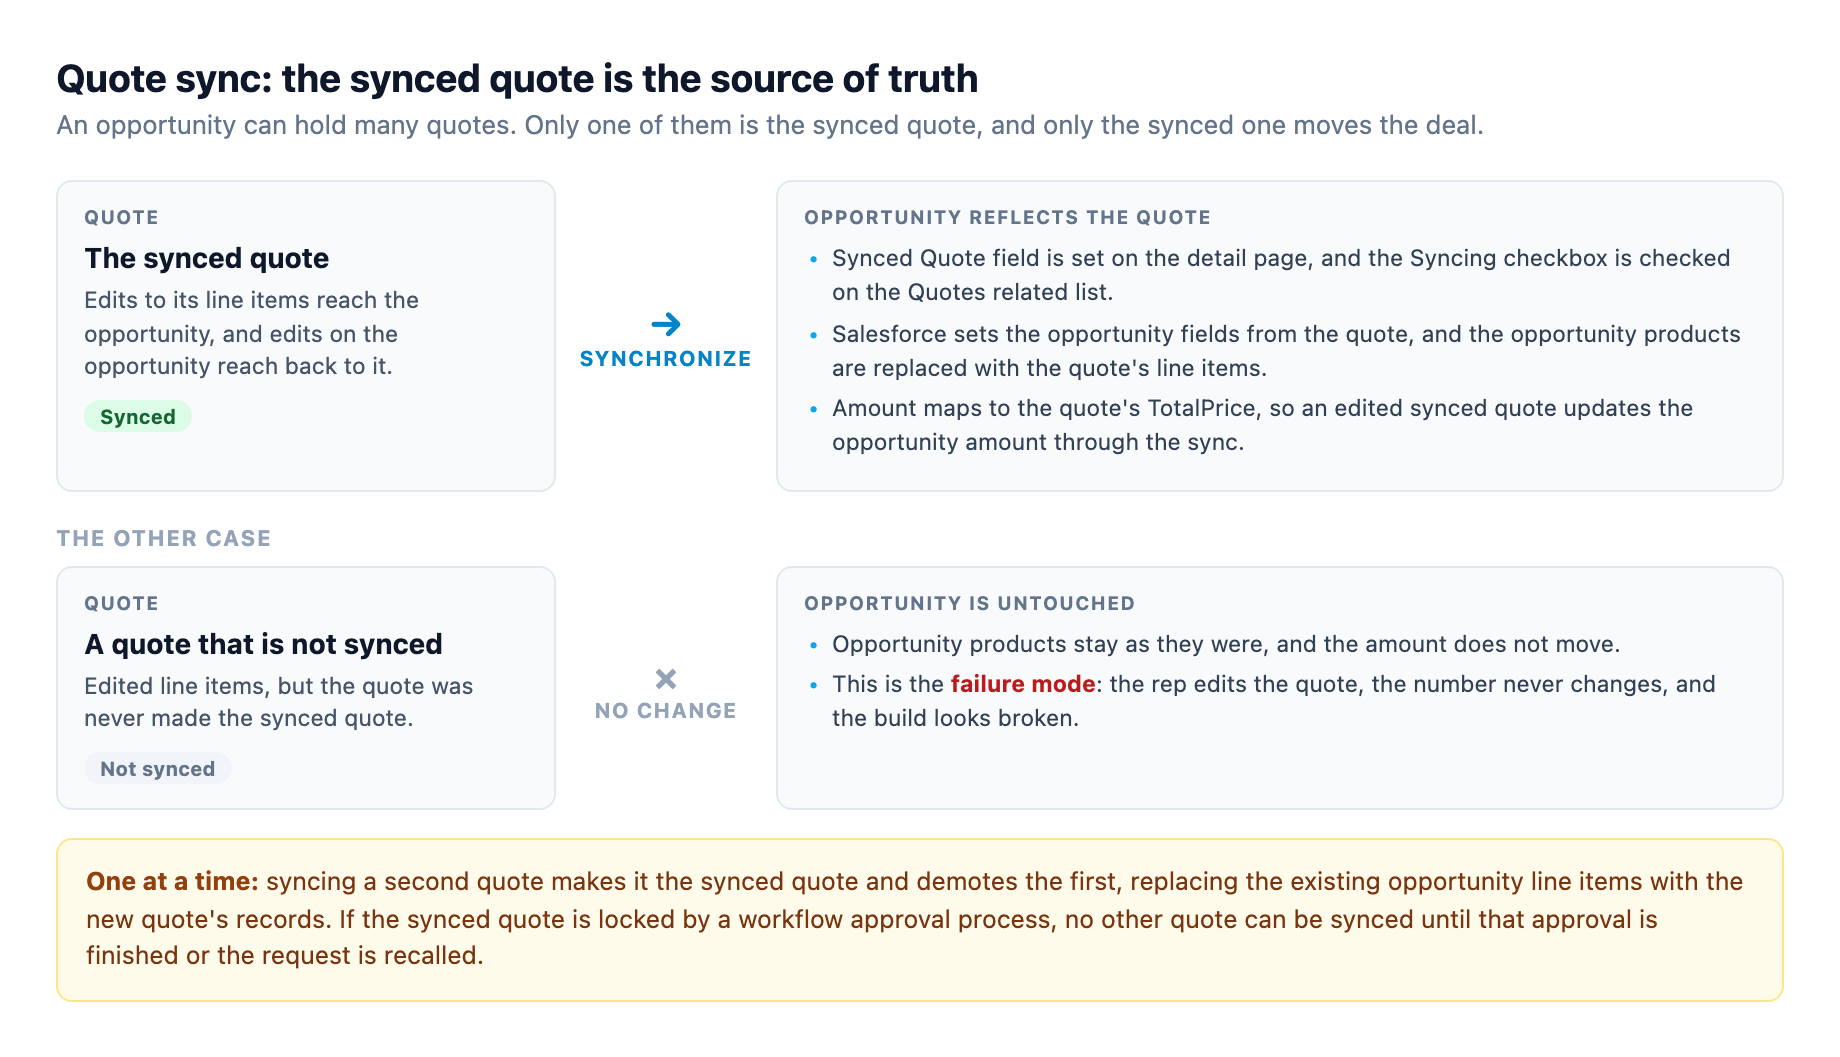 Quote sync: the synced quote is the source of truth
An opportunity can hold many quotes. Only one of them is the synced quote, and only the synced one moves the deal.
QUOTE
The synced quote
Edits to its line items reach the
opportunity, and edits on the
opportunity reach back to it.
Synced
→
SYNCHRONIZE
OPPORTUNITY REFLECTS THE QUOTE
• Synced Quote field is set on the detail page, and the Syncing checkbox is checked
on the Quotes related list.
• Salesforce sets the opportunity fields from the quote, and the opportunity products
are replaced with the quote's line items.
• Amount maps to the quote's TotalPrice, so an edited synced quote updates the
opportunity amount through the sync.
THE OTHER CASE
QUOTE
A quote that is not synced
Edited line items, but the quote was
never made the synced quote.
Not synced
×
NO CHANGE
OPPORTUNITY IS UNTOUCHED
• Opportunity products stay as they were, and the amount does not move.
• This is the failure mode: the rep edits the quote, the number never changes, and
the build looks broken.
One at a time: syncing a second quote makes it the synced quote and demotes the first, replacing the existing opportunity line items with the
new quote's records. If the synced quote is locked by a workflow approval process, no other quote can be synced until that approval is
finished or the request is recalled.